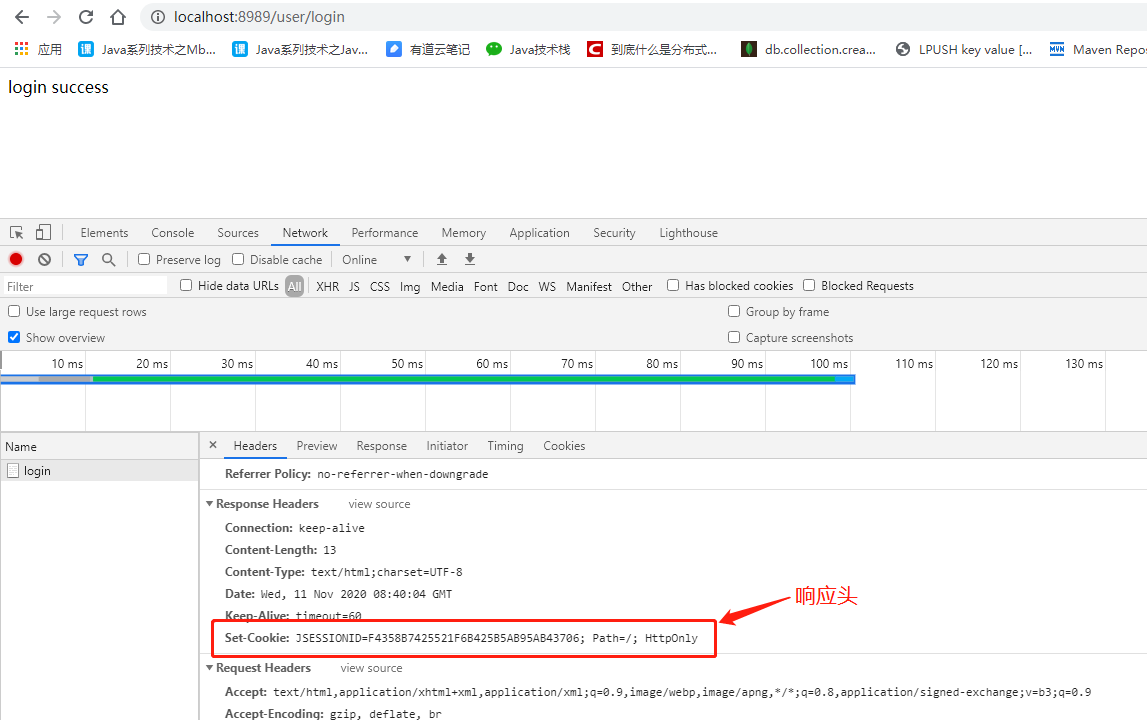 localhost:8989/user/login
应用 Java系列技术之Mb... Java系列技术之Jav... 有道云笔记 Java技术栈 到底什么是分布式... db.collection.crea... LPUSH key value [... Maven Repos
login success
Elements Console Sources Network Performance Memory Application Security Lighthouse
Preserve log Disable cache Online
Filter Hide data URLs All XHR JS CSS Img Media Font Doc WS Manifest Other Has blocked cookies Blocked Requests
Use large request rows Group by frame
Show overview Capture screenshots
10 ms 20 ms 30 ms 40 ms 50 ms 60 ms 70 ms 80 ms 90 ms 100 ms 110 ms 120 ms 130 ms
Name × Headers Preview Response Initiator Timing Cookies
login
Referrer Policy: no-referrer-when-downgrade
Response Headers view source
Connection: keep-alive
Content-Length: 13
Content-Type: text/html;charset=UTF-8
Date: Wed, 11 Nov 2020 08:40:04 GMT
响应头
Keep-Alive: timeout=60
Set-Cookie: JSESSIONID=F4358B7425521F6B425B5AB95AB43706; Path=/; HttpOnly
Request Headers view source
Accept: text/html,application/xhtml+xml,application/xml;q=0.9,image/webp,image/apng,*/*;q=0.8,application/signed-exchange;v=b3;q=0.9
Accept-Encoding: gzip, deflate, br